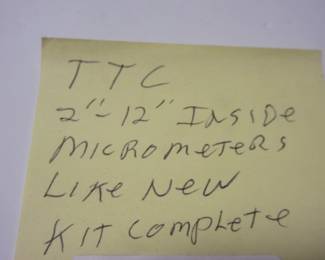 TTC
2"-12" INSIDE
MICROMETERS
LIKE NEW
KIT COMPLETE